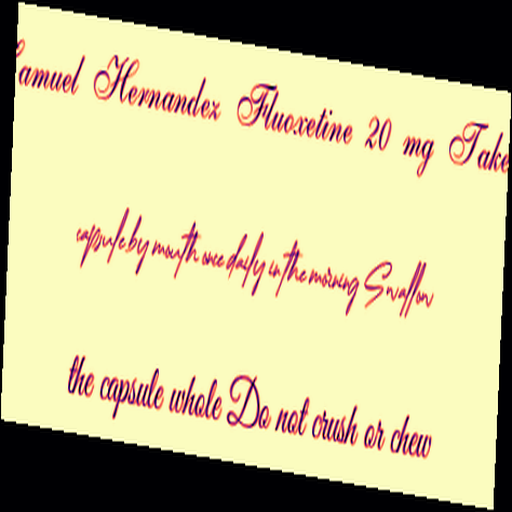 Samuel Hernandez Fluoxetine 20 mg Take
capsule by mouth once daily in the morning Swallow
the capsule whole Do not crush or chew